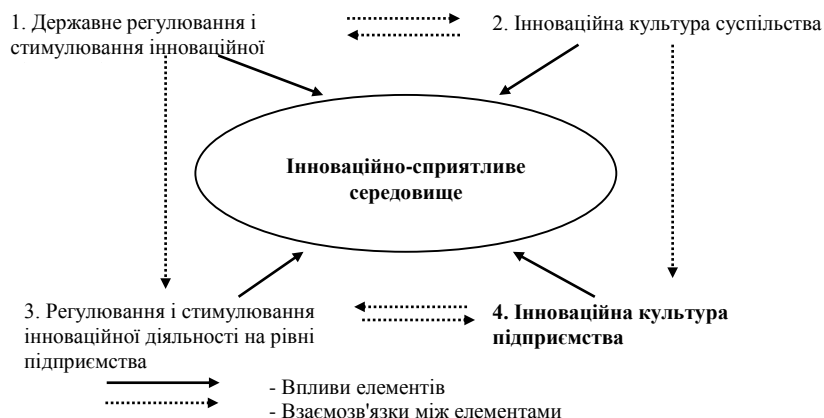 1. Державне регулювання і
стимулювання інноваційної
2. Інноваційна культура суспільства
Інноваційно-сприятливе
середовище
3. Регулювання і стимулювання
інноваційної діяльності на рівні
підприємства
4. Інноваційна культура
підприємства
- Впливи елементів
- Взаємозв'язки між елементами